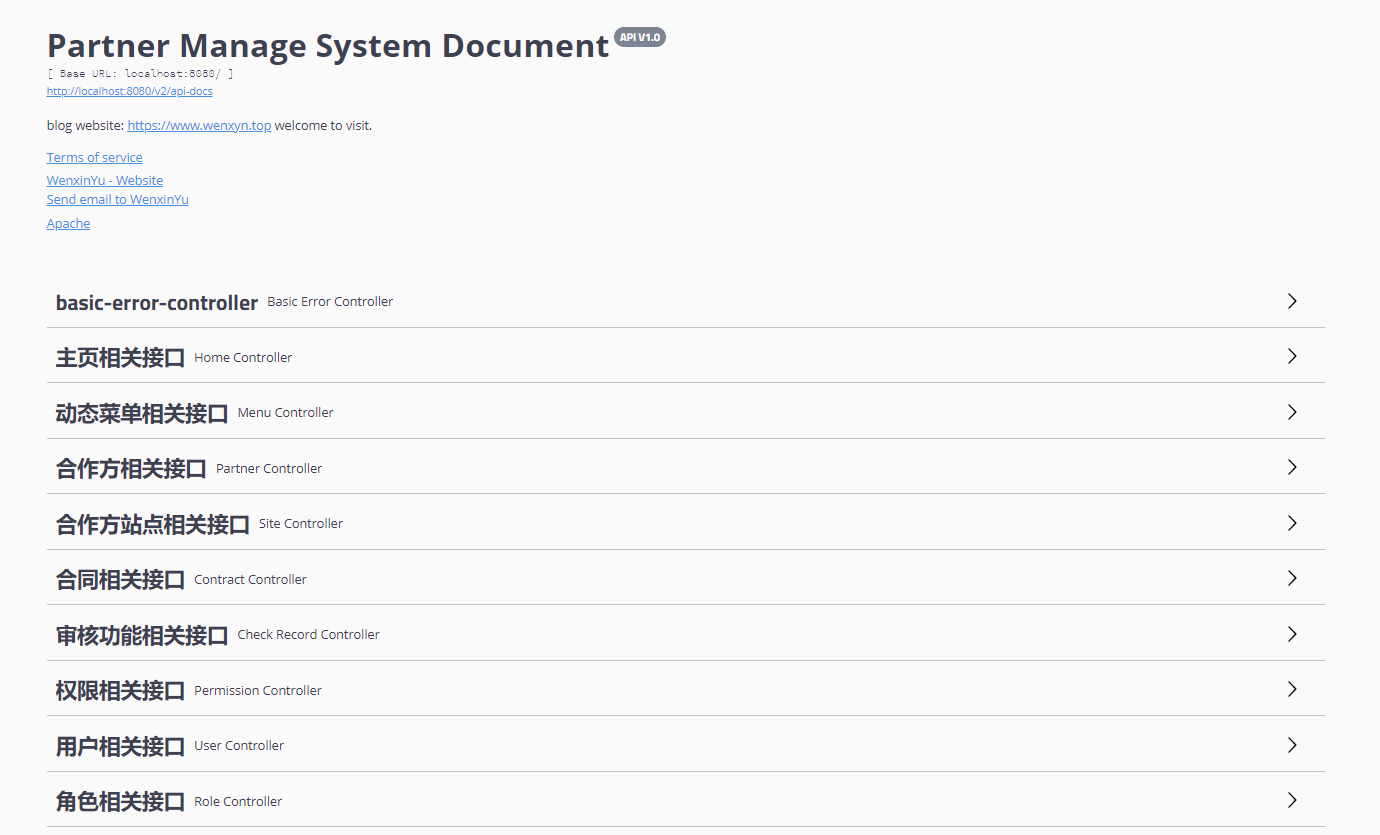 Partner Manage System Document API V1.0
[ Base URL: localhost:8080/ ]
http://localhost:8080/v2/api-docs
blog website: https://www.wenxyn.top welcome to visit.
Terms of service
WenxinYu - Website
Send email to WenxinYu
Apache
basic-error-controller Basic Error Controller
主页相关接口 Home Controller
动态菜单相关接口 Menu Controller
合作方相关接口 Partner Controller
合作方站点相关接口 Site Controller
合同相关接口 Contract Controller
审核功能相关接口 Check Record Controller
权限相关接口 Permission Controller
用户相关接口 User Controller
角色相关接口 Role Controller